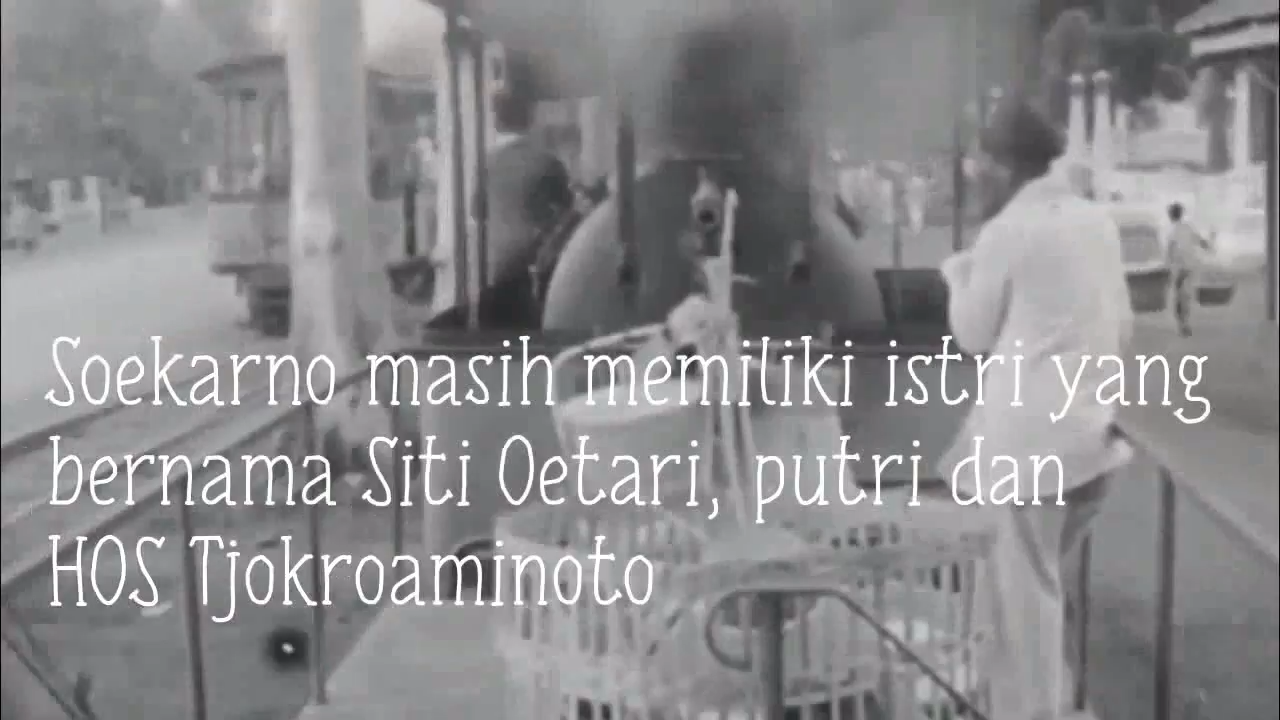 Soekarno masih memiliki istri yang
bernama Siti Oetari, putri dan
HOS Tjokroaminoto